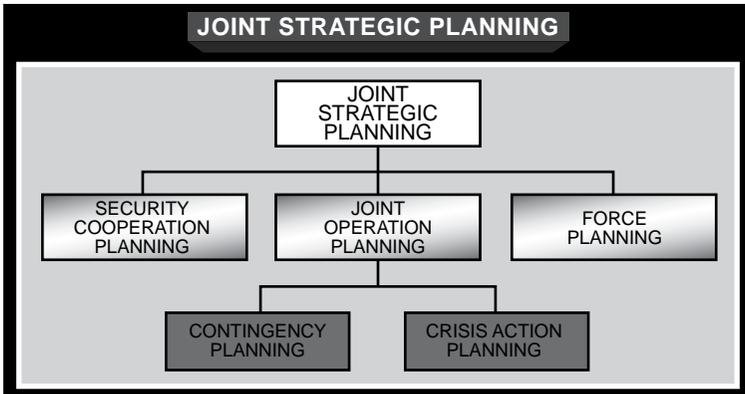 JOINT STRATEGIC PLANNING
JOINT
STRATEGIC
PLANNING
SECURITY
COOPERATION
PLANNING
JOINT
OPERATION
PLANNING
FORCE
PLANNING
CONTINGENCY
PLANNING
CRISIS ACTION
PLANNING